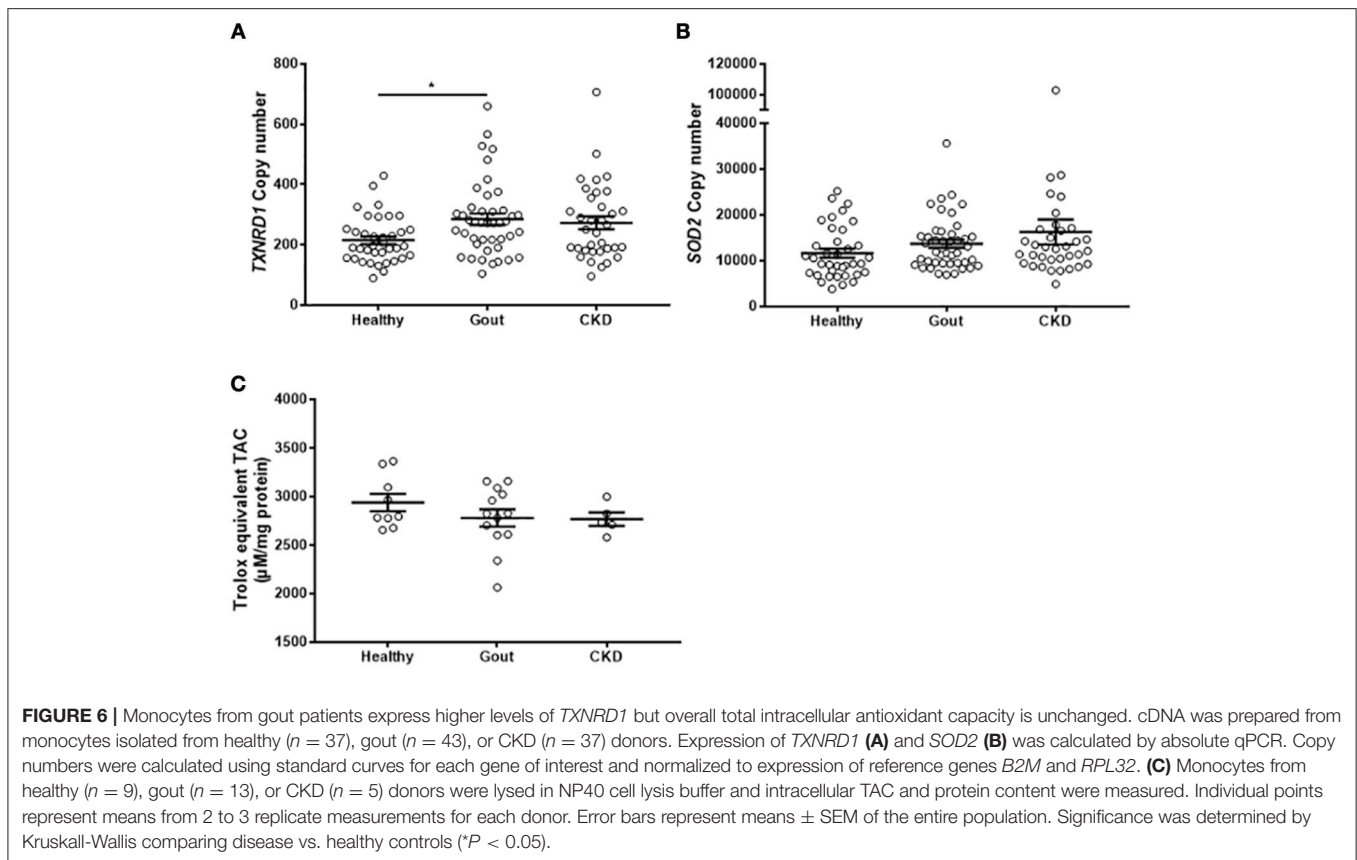 A
TXNRD1 Copy number
800
600
400
200
0
*
Healthy
Gout
CKD
B
SOD2 Copy number
120000
100000
80000
40000
30000
20000
10000
0
Healthy
Gout
CKD
C
Trolox equivalent TAC
(µM/mg protein)
4000
3500
3000
2500
2000
1500
Healthy
Gout
CKD
FIGURE 6 | Monocytes from gout patients express higher levels of TXNRD1 but overall total intracellular antioxidant capacity is unchanged. cDNA was prepared from
monocytes isolated from healthy (n = 37), gout (n = 43), or CKD (n = 37) donors. Expression of TXNRD1 (A) and SOD2 (B) was calculated by absolute qPCR. Copy
numbers were calculated using standard curves for each gene of interest and normalized to expression of reference genes B2M and RPL32. (C) Monocytes from
healthy (n = 9), gout (n = 13), or CKD (n = 5) donors were lysed in NP40 cell lysis buffer and intracellular TAC and protein content were measured. Individual points
represent means from 2 to 3 replicate measurements for each donor. Error bars represent means ± SEM of the entire population. Significance was determined by
Kruskall-Wallis comparing disease vs. healthy controls (*P < 0.05).